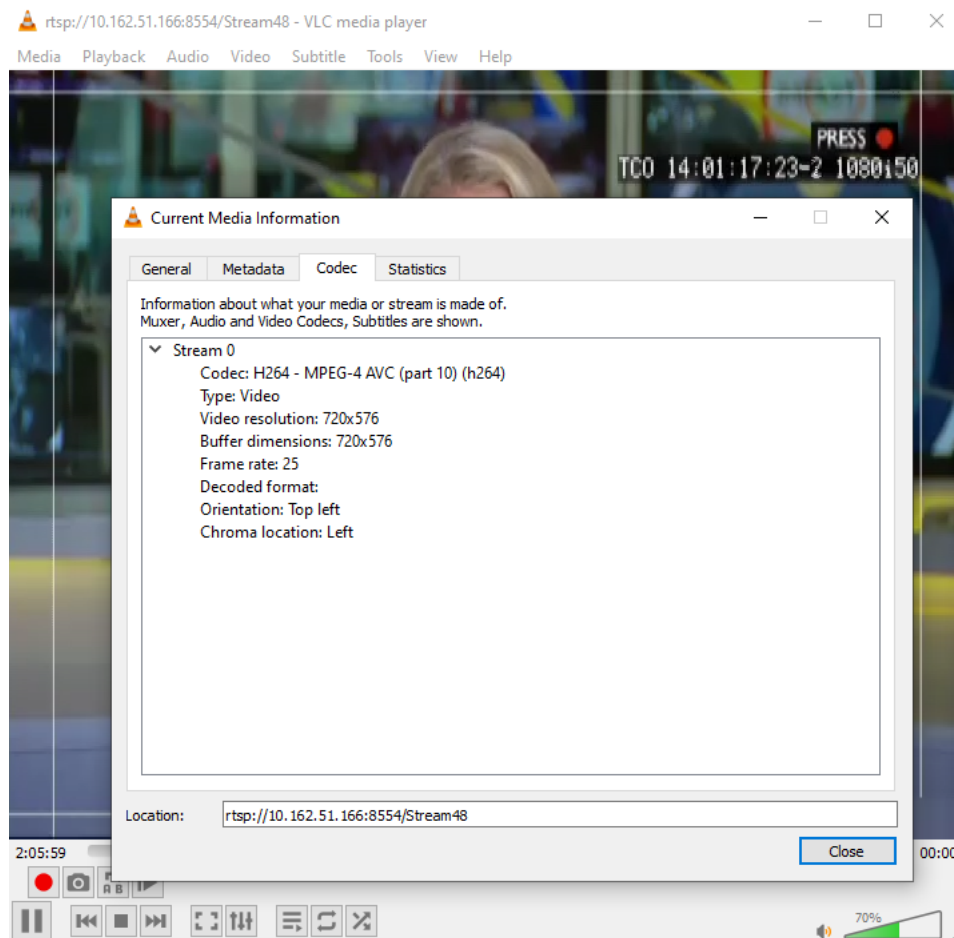 rtsp://10.162.51.166:8554/Stream48 - VLC media player
Media Playback Audio Video Subtitle Tools View Help
PRESS
TCO 14:01:17:23-2 1080i50
Current Media Information
General Metadata Codec Statistics
Information about what your media or stream is made of.
Muxer, Audio and Video Codecs, Subtitles are shown.
Stream 0
Codec: H264 - MPEG-4 AVC (part 10) (h264)
Type: Video
Video resolution: 720x576
Buffer dimensions: 720x576
Frame rate: 25
Decoded format:
Orientation: Top left
Chroma location: Left
Location: rtsp://10.162.51.166:8554/Stream48
Close
2:05:59 00:00
A B
70%